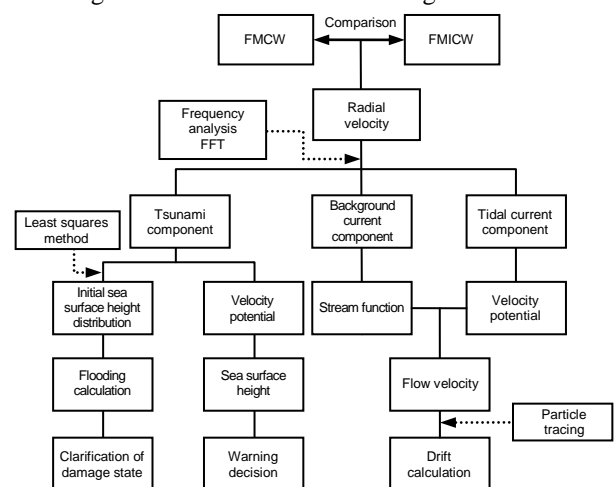 Comparison
FMCW
FMICW
Radial
velocity
Frequency
analysis
FFT
Tsunami
component
Background
current
component
Tidal current
component
Least squares
method
Initial sea
surface height
distribution
Velocity
potential
Stream function
Velocity
potential
Flooding
calculation
Sea surface
height
Flow velocity
Particle
tracing
Clarification of
damage state
Warning
decision
Drift
calculation